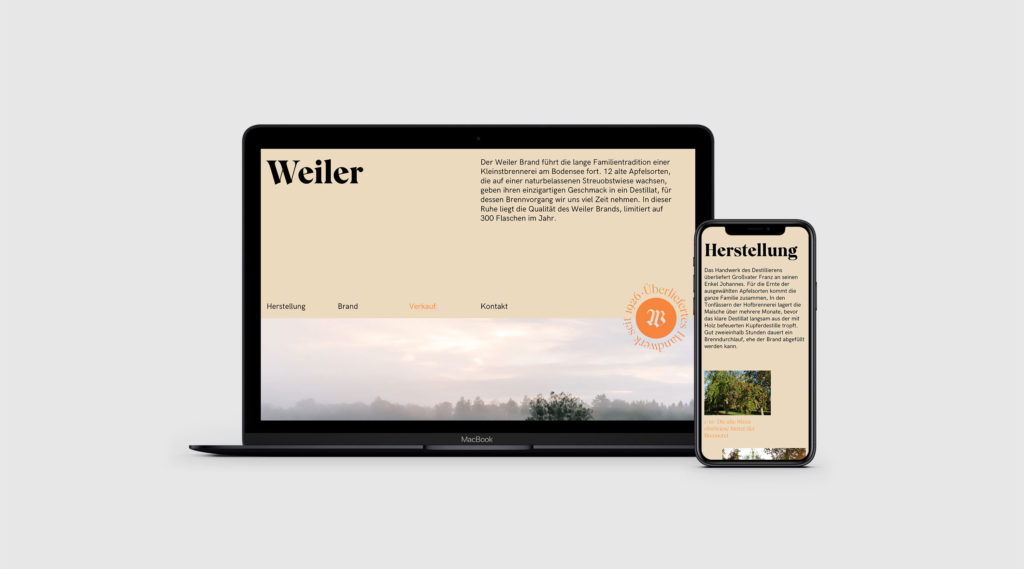 Weiler
Der Weiler Brand führt die lange Familientradition einer
Kleinstbrennerei am Bodensee fort. 12 alte Apfelsorten,
die auf einer naturbelassenen Streuobstwiese wachsen,
geben ihren einzigartigen Geschmack in ein Destillat, für
dessen Brennvorgang wir uns viel Zeit nehmen. In dieser
Ruhe liegt die Qualität des Weiler Brands, limitiert auf
300 Flaschen im Jahr.
Herstellung Brand Verkauf Kontakt
Überliefertes Handwerk seit 1926
W
MacBook
Herstellung
Das Handwerk des Destillierens
überliefert Großvater Franz an seinen
Enkel Johannes. Für die Ernte der
ausgewählten Apfelsorten kommt die
ganze Familie zusammen, In den
Tonfässern der Hofbrennerei lagert die
Maische über mehrere Monate, bevor
das klare Destillat langsam aus der mit
Holz befeuerten Kupferdestille tropft.
Gut zweieinhalb Stunden dauert ein
Brenndurchlauf, ehe der Brand abgefüllt
werden kann.